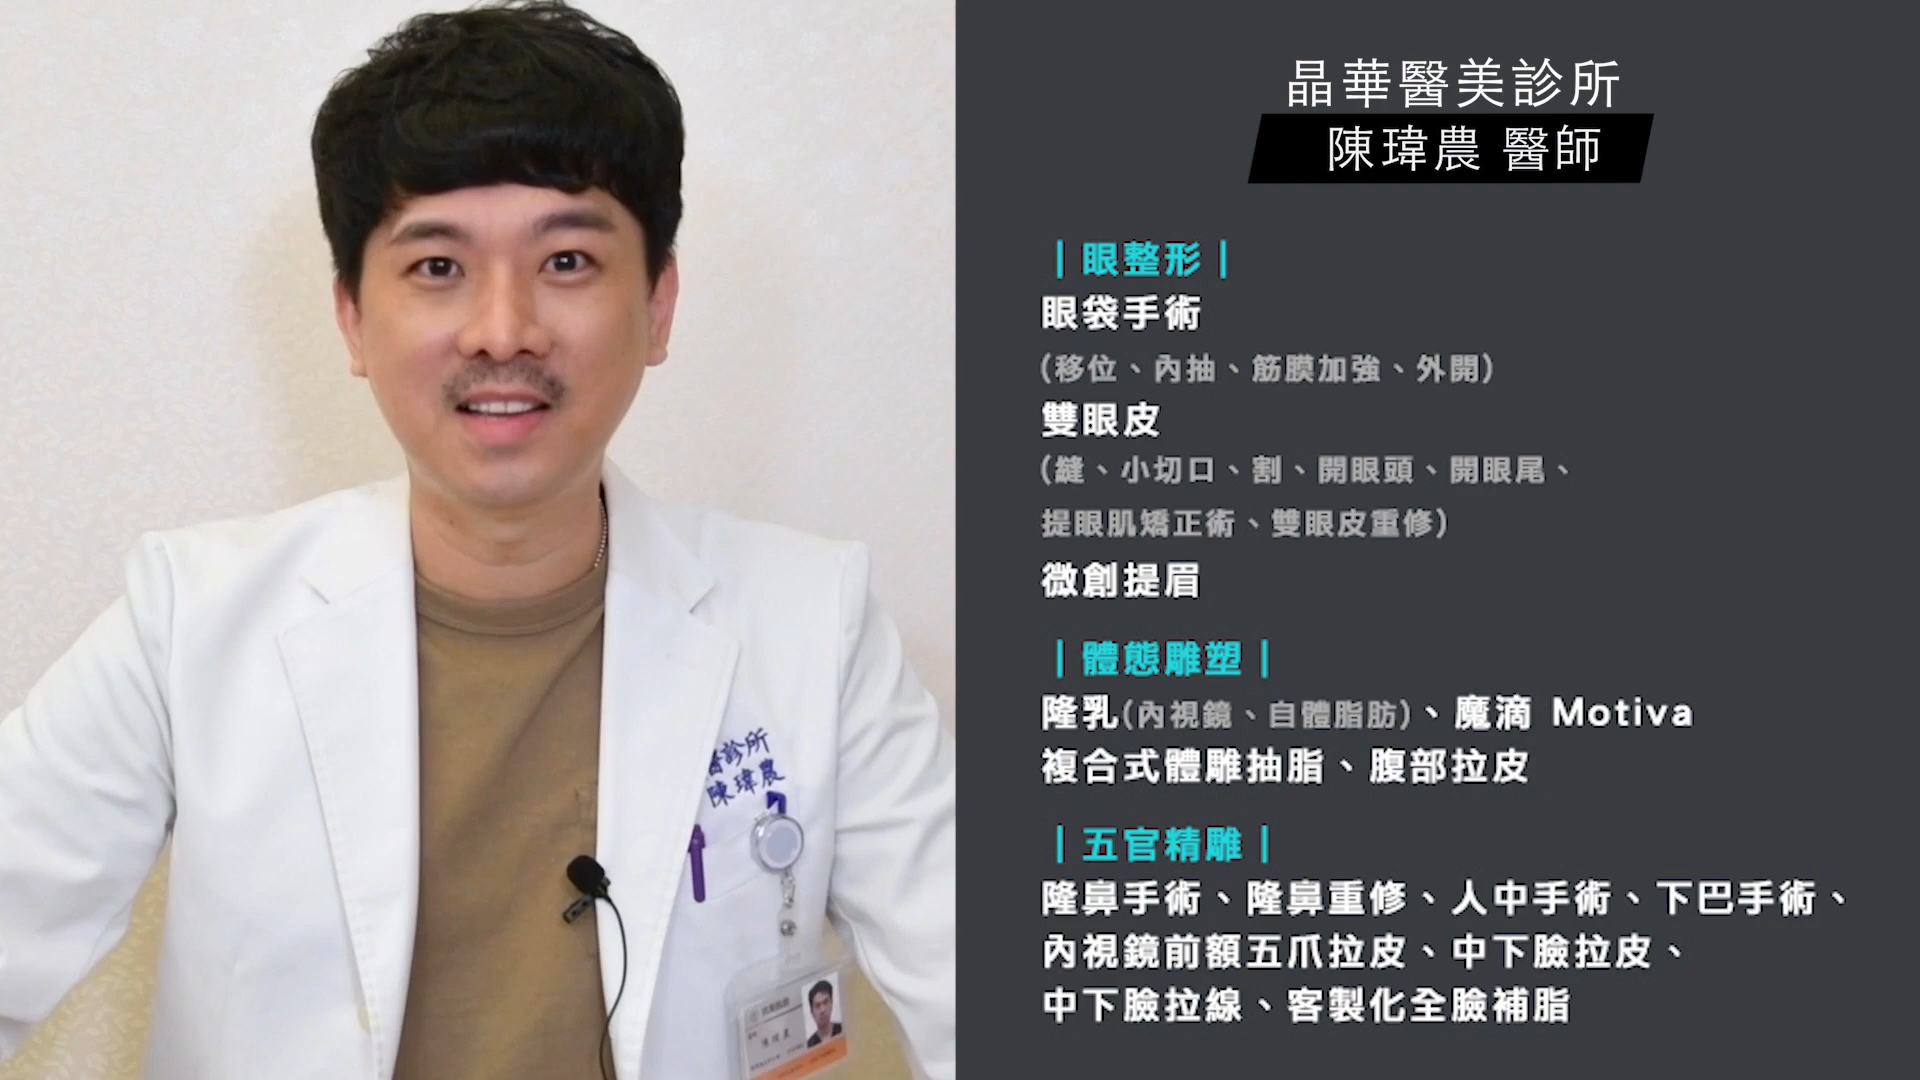 晶華醫美診所
陳瑋農 醫師
｜眼整形｜
眼袋手術
(移位、內抽、筋膜加強、外開)
雙眼皮
(縫、小切口、割、開眼頭、開眼尾、
提眼肌矯正術、雙眼皮重修)
微創提眉
｜體態雕塑｜
隆乳(內視鏡、自體脂肪)、魔滴 Motiva
複合式體雕抽脂、腹部拉皮
｜五官精雕｜
隆鼻手術、隆鼻重修、人中手術、下巴手術、
內視鏡前額五爪拉皮、中下臉拉皮、
中下臉拉線、客製化全臉補脂
醫診所
陳瑋農
陳瑋農